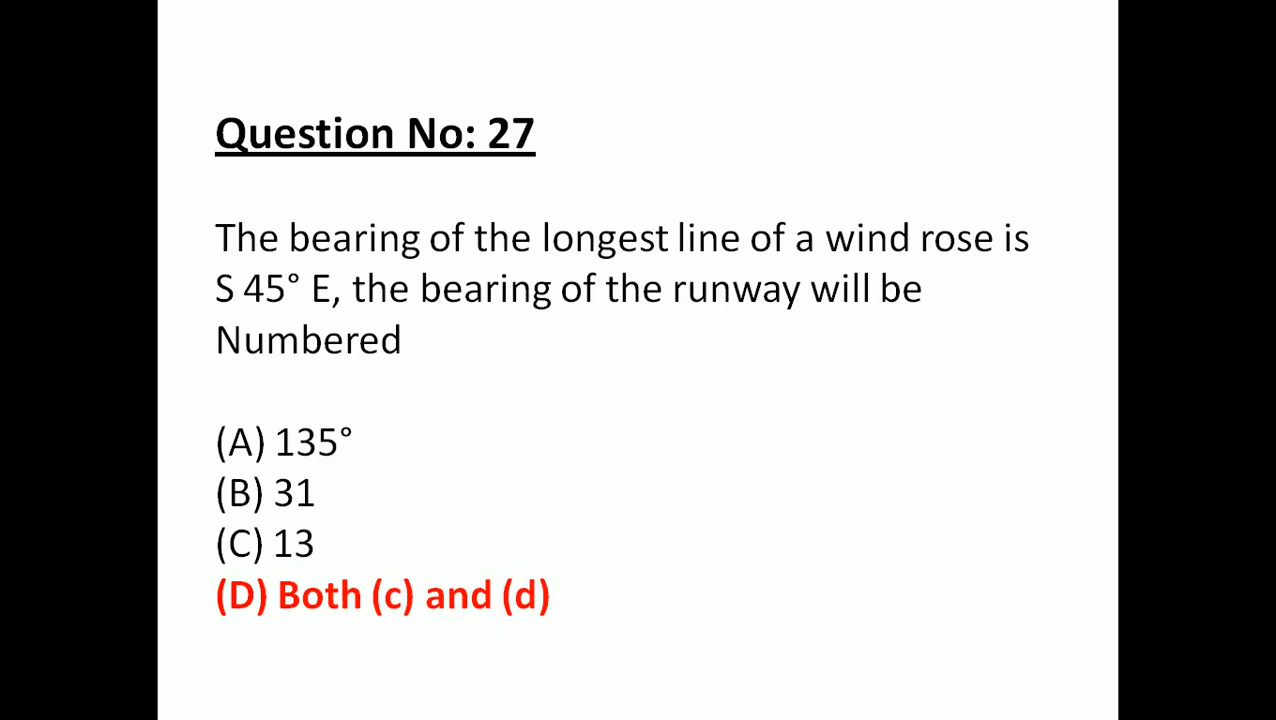 Question No: 27
The bearing of the longest line of a wind rose is
S 45° E, the bearing of the runway will be
Numbered
(A) 135°
(B) 31
(C) 13
(D) Both (c) and (d)